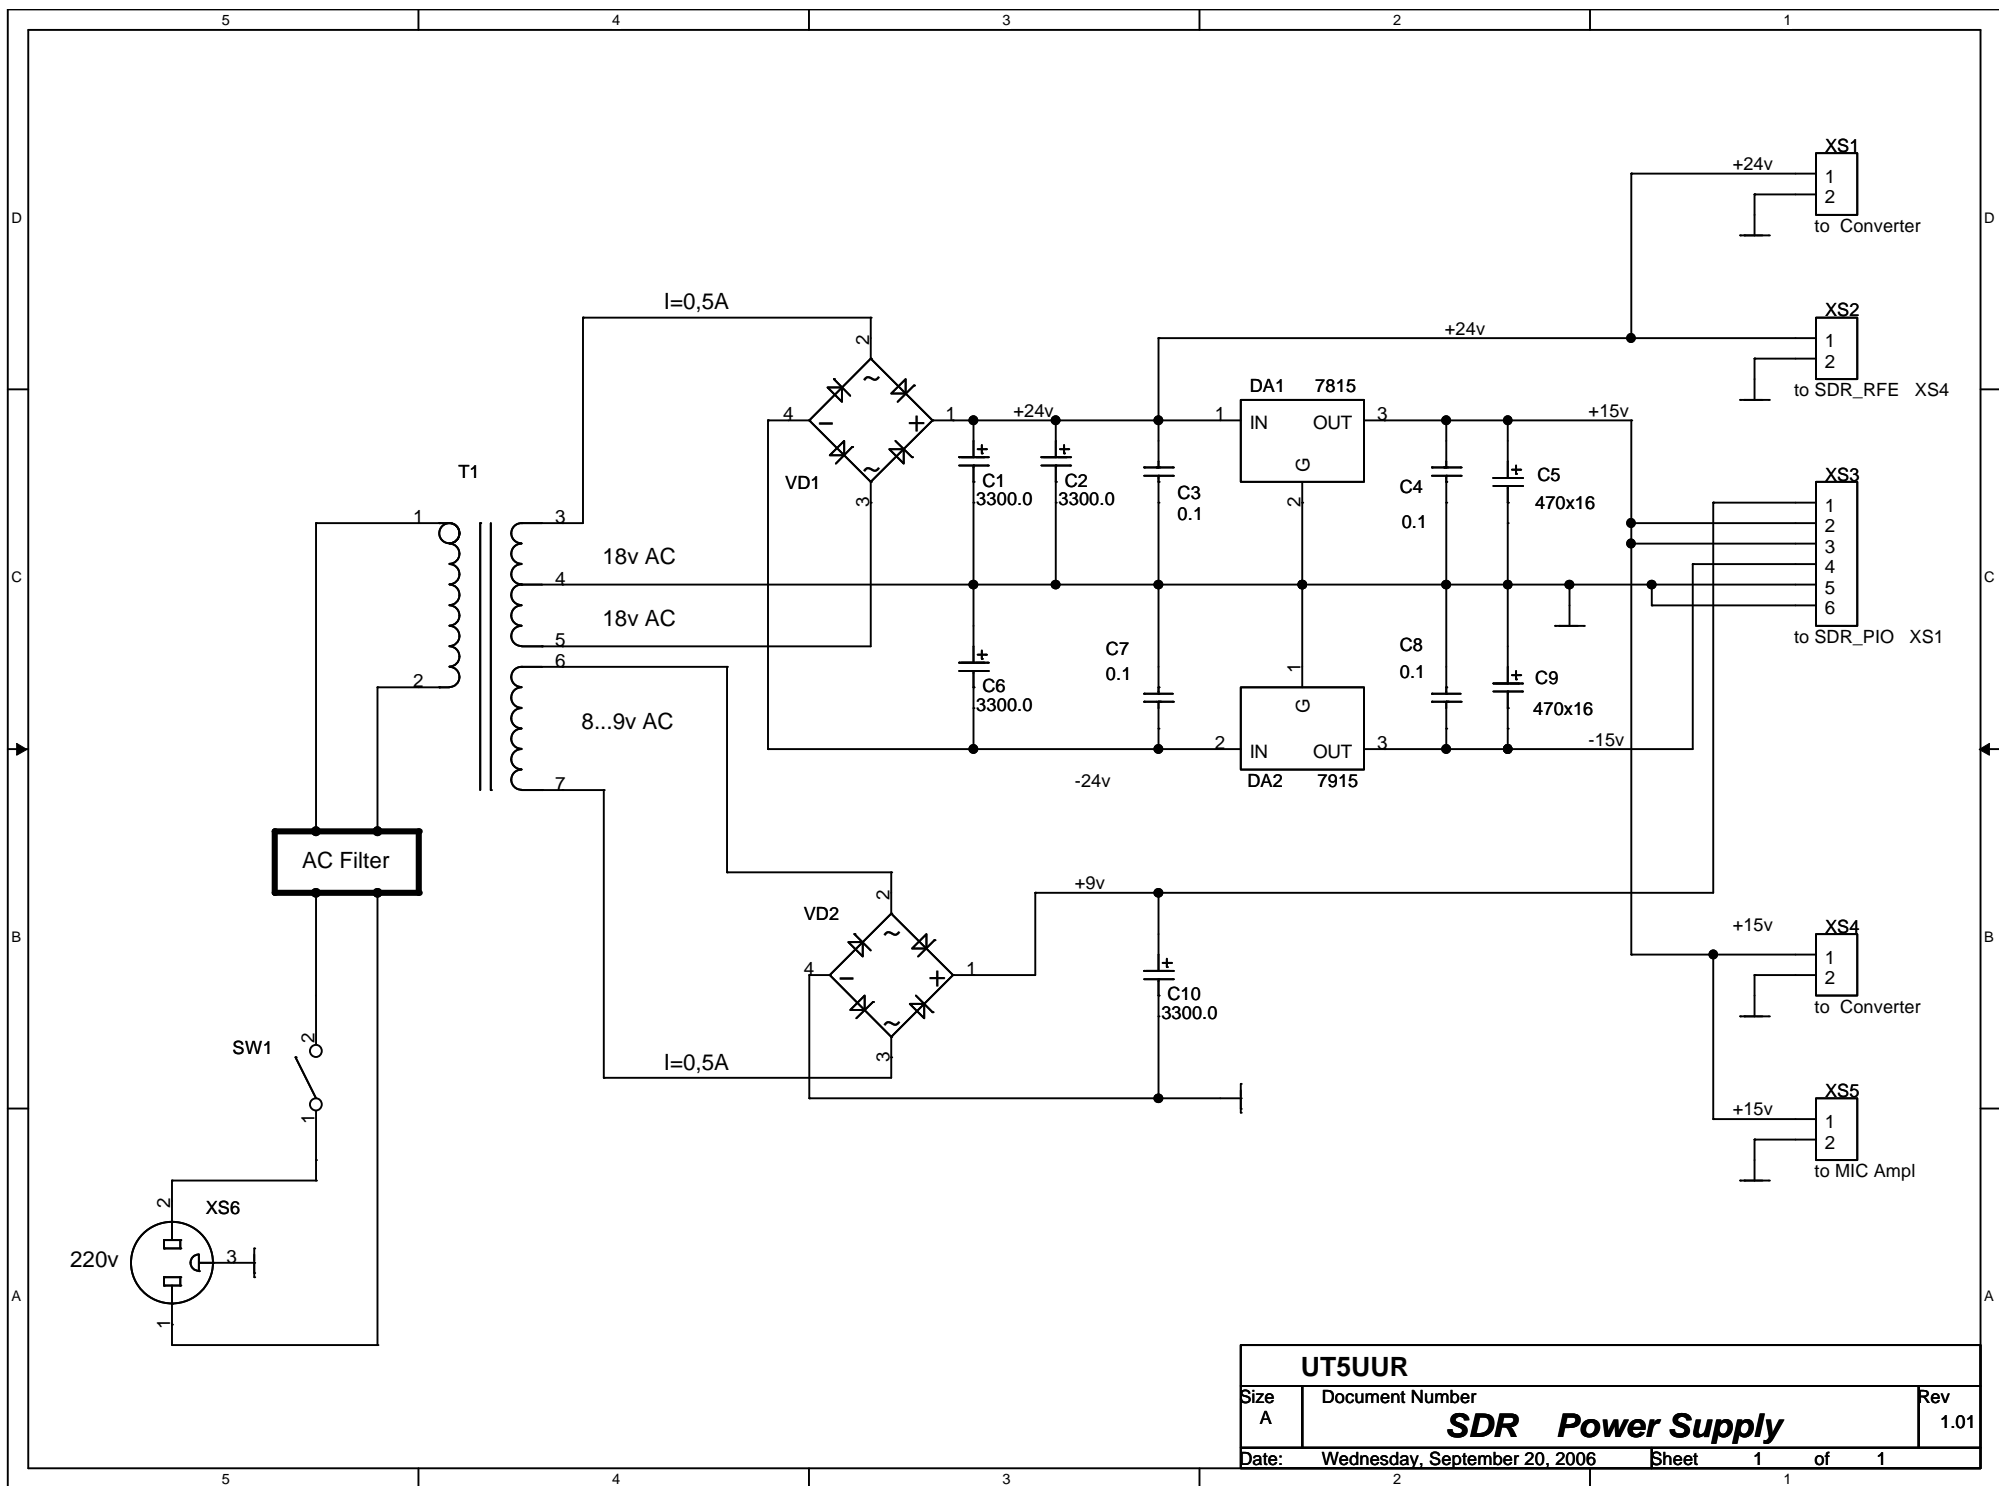 5 4 3 2 1
D D
C C
B B
A A
XS1
+24v
1
2
to Converter
XS2
+24v
1
2
to SDR_RFE XS4
I=0,5A
2
~
4
-
+
1
~
3
VD1
+24v
+
C1
3300.0
+
C2
3300.0
C3
0.1
DA1 7815
1
IN OUT
G
3
2
C4
0.1
+
C5
470x16
+15v
XS3
1
2
3
4
5
6
to SDR_PIO XS1
T1
1
2
3
18v AC
4
18v AC
5
6
8...9v AC
7
+
C6
3300.0
C7
0.1
1
G
2
IN OUT
3
DA2 7915
C8
0.1
+
C9
470x16
-15v
-24v
AC Filter
+9v
VD2
2
~
4
-
+
1
~
3
I=0,5A
+
C10
3300.0
+15v
XS4
1
2
to Converter
XS5
+15v
1
2
to MIC Ampl
SW1
2
1
XS6
2
220v
3
1
UT5UUR
Size
A
Document Number
SDR Power Supply
Rev
1.01
Date: Wednesday, September 20, 2006 Sheet 1 of 1
5 4 3 2 1